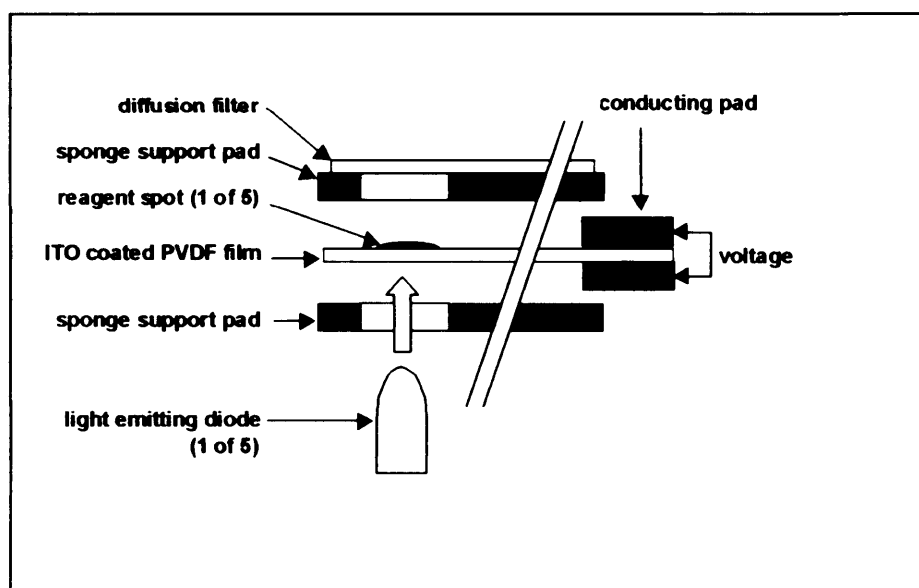 diffusion filter
conducting pad
sponge support pad
reagent spot (1 of 5)
ITO coated PVDF film
voltage
sponge support pad
light emitting diode
(1 of 5)